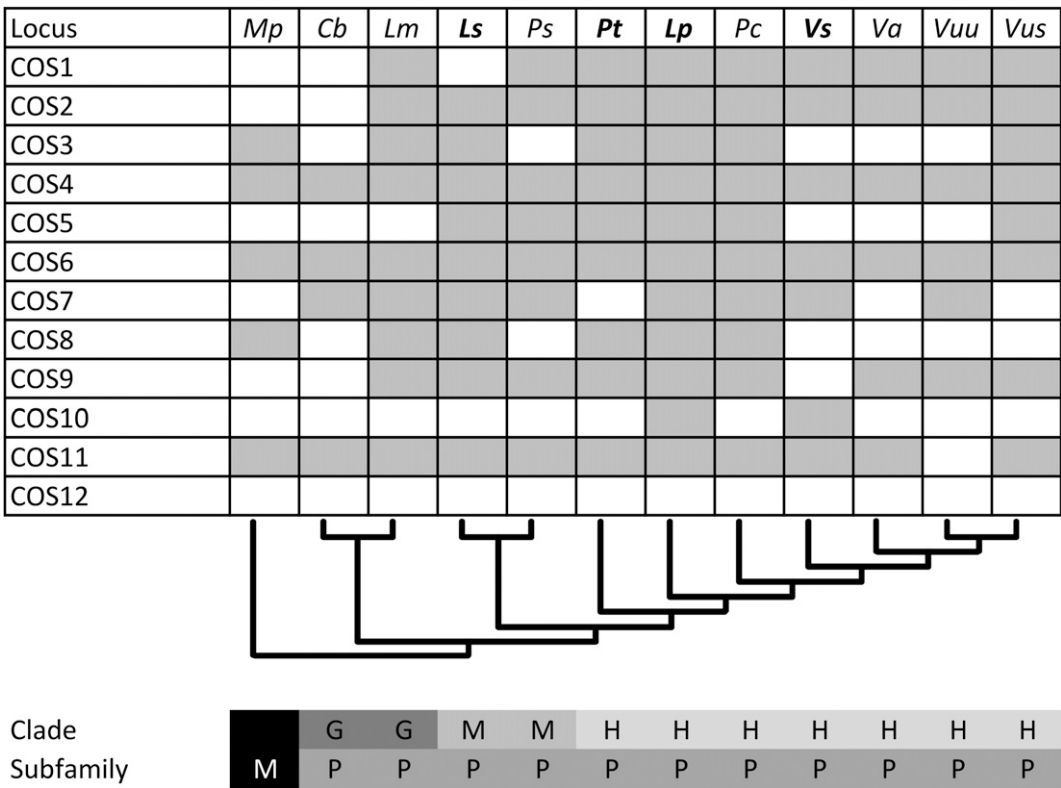 Locus Mp Cb Lm Ls Ps Pt Lp Pc Vs Va Vuu Vus
COS1
COS2
COS3
COS4
COS5
COS6
COS7
COS8
COS9
COS10
COS11
COS12
Clade G G M M H H H H H H H
Subfamily M P P P P P P P P P P P